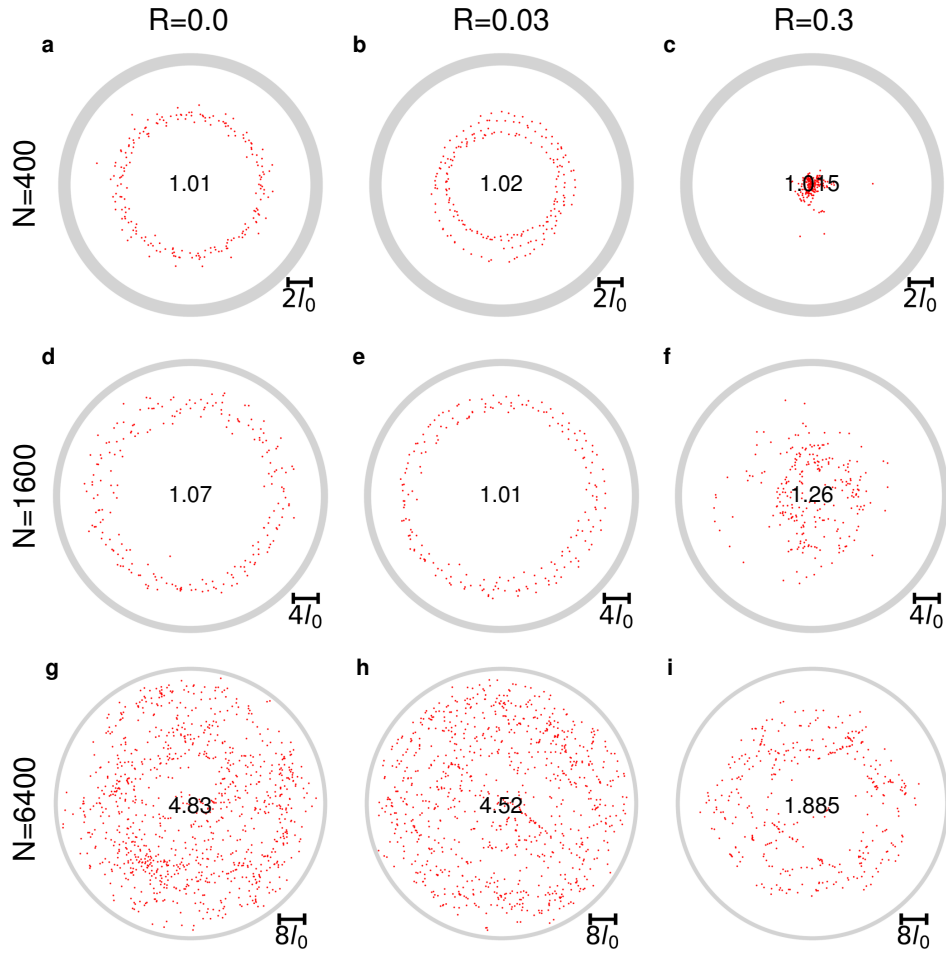 R=0.0 R=0.03 R=0.3
a b c
N=400
1.01 1.02 1.015
2l₀ 2l₀ 2l₀
d e f
N=1600
1.07 1.01 1.26
4l₀ 4l₀ 4l₀
g h i
N=6400
4.83 4.52 1.885
8l₀ 8l₀ 8l₀